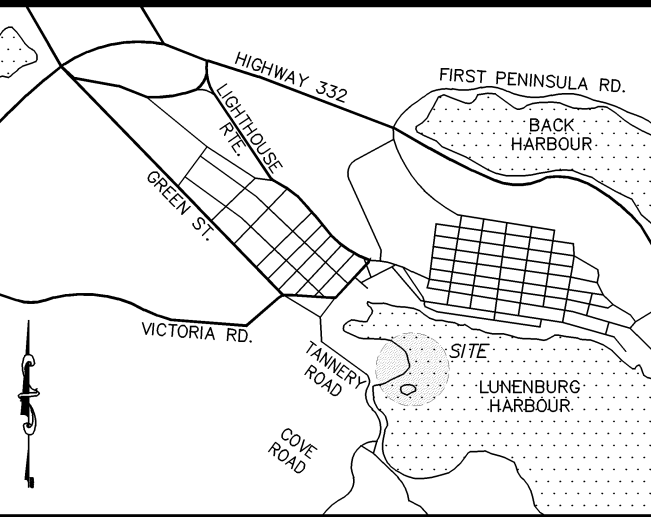 HIGHWAY 332
FIRST PENINSULA RD.
BACK
HARBOUR
LIGHTHOUSE
RTE.
GREEN ST.
VICTORIA RD.
TANNERY
ROAD
SITE
LUNENBURG
HARBOUR
COVE
ROAD